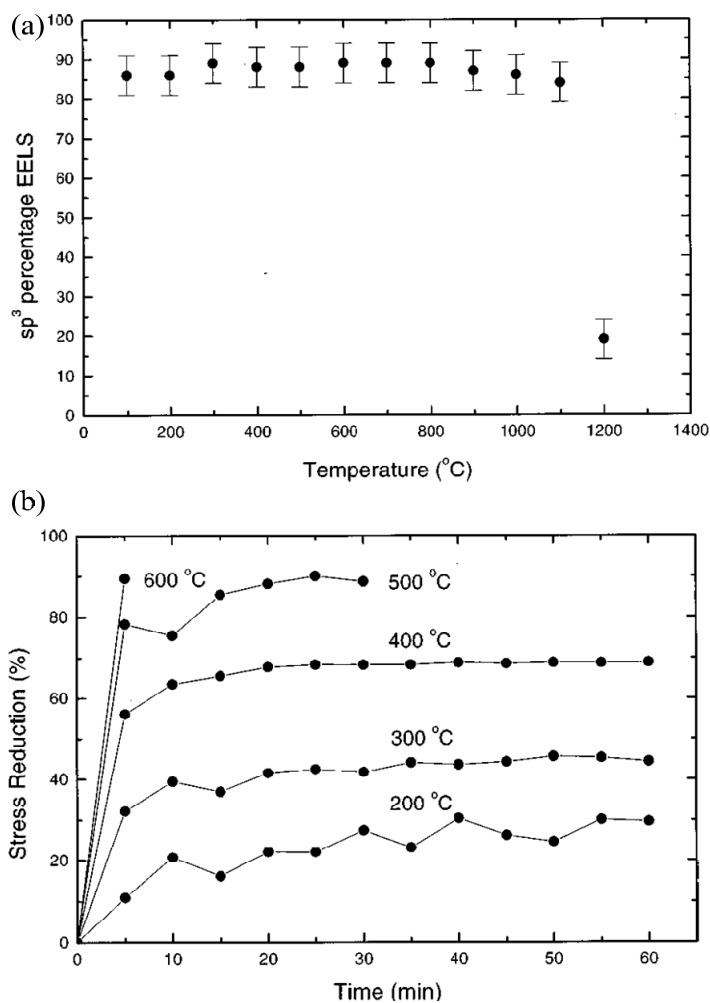 (a)
100
90
80
70
60
50
40
30
20
10
0
sp³ percentage EELS
0 200 400 600 800 1000 1200 1400
Temperature (°C)
(b)
100
80
60
40
20
0
Stress Reduction (%)
600 °C
500 °C
400 °C
300 °C
200 °C
0 10 20 30 40 50 60
Time (min)